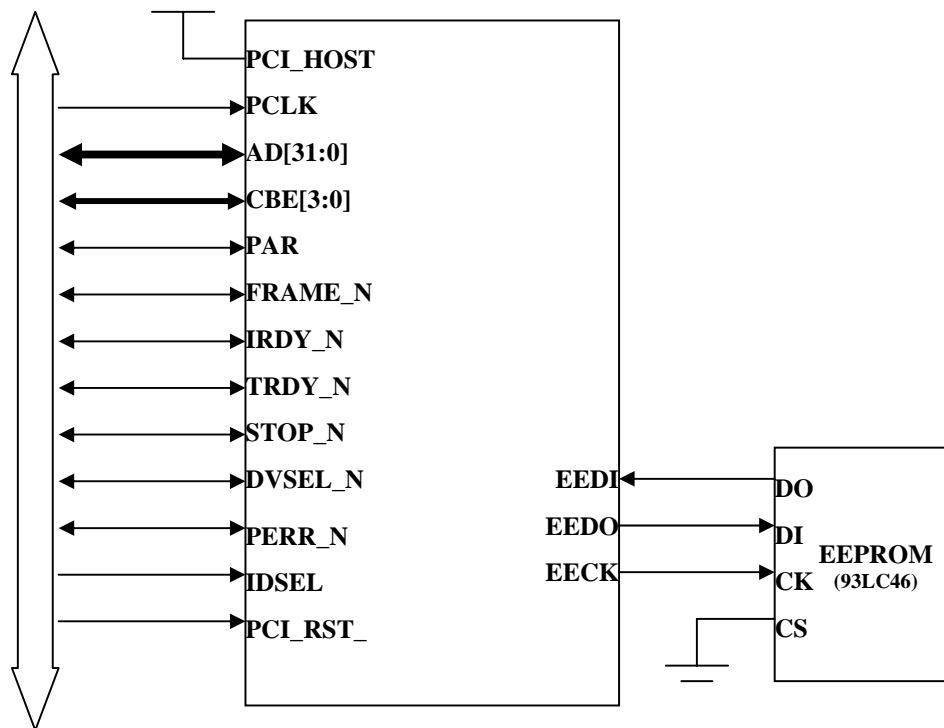 PCI_HOST
PCLK
AD[31:0]
CBE[3:0]
PAR
FRAME_N
IRDY_N
TRDY_N
STOP_N
DVSEL_N
PERR_N
IDSEL
PCI_RST_
EEDI
EEDO
EECK
DO
DI
EEPROM
(93LC46)
CK
CS